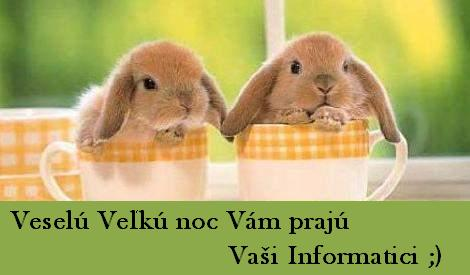 Veselú Veľkú noc Vám prajú
Vaši Informatici ;)